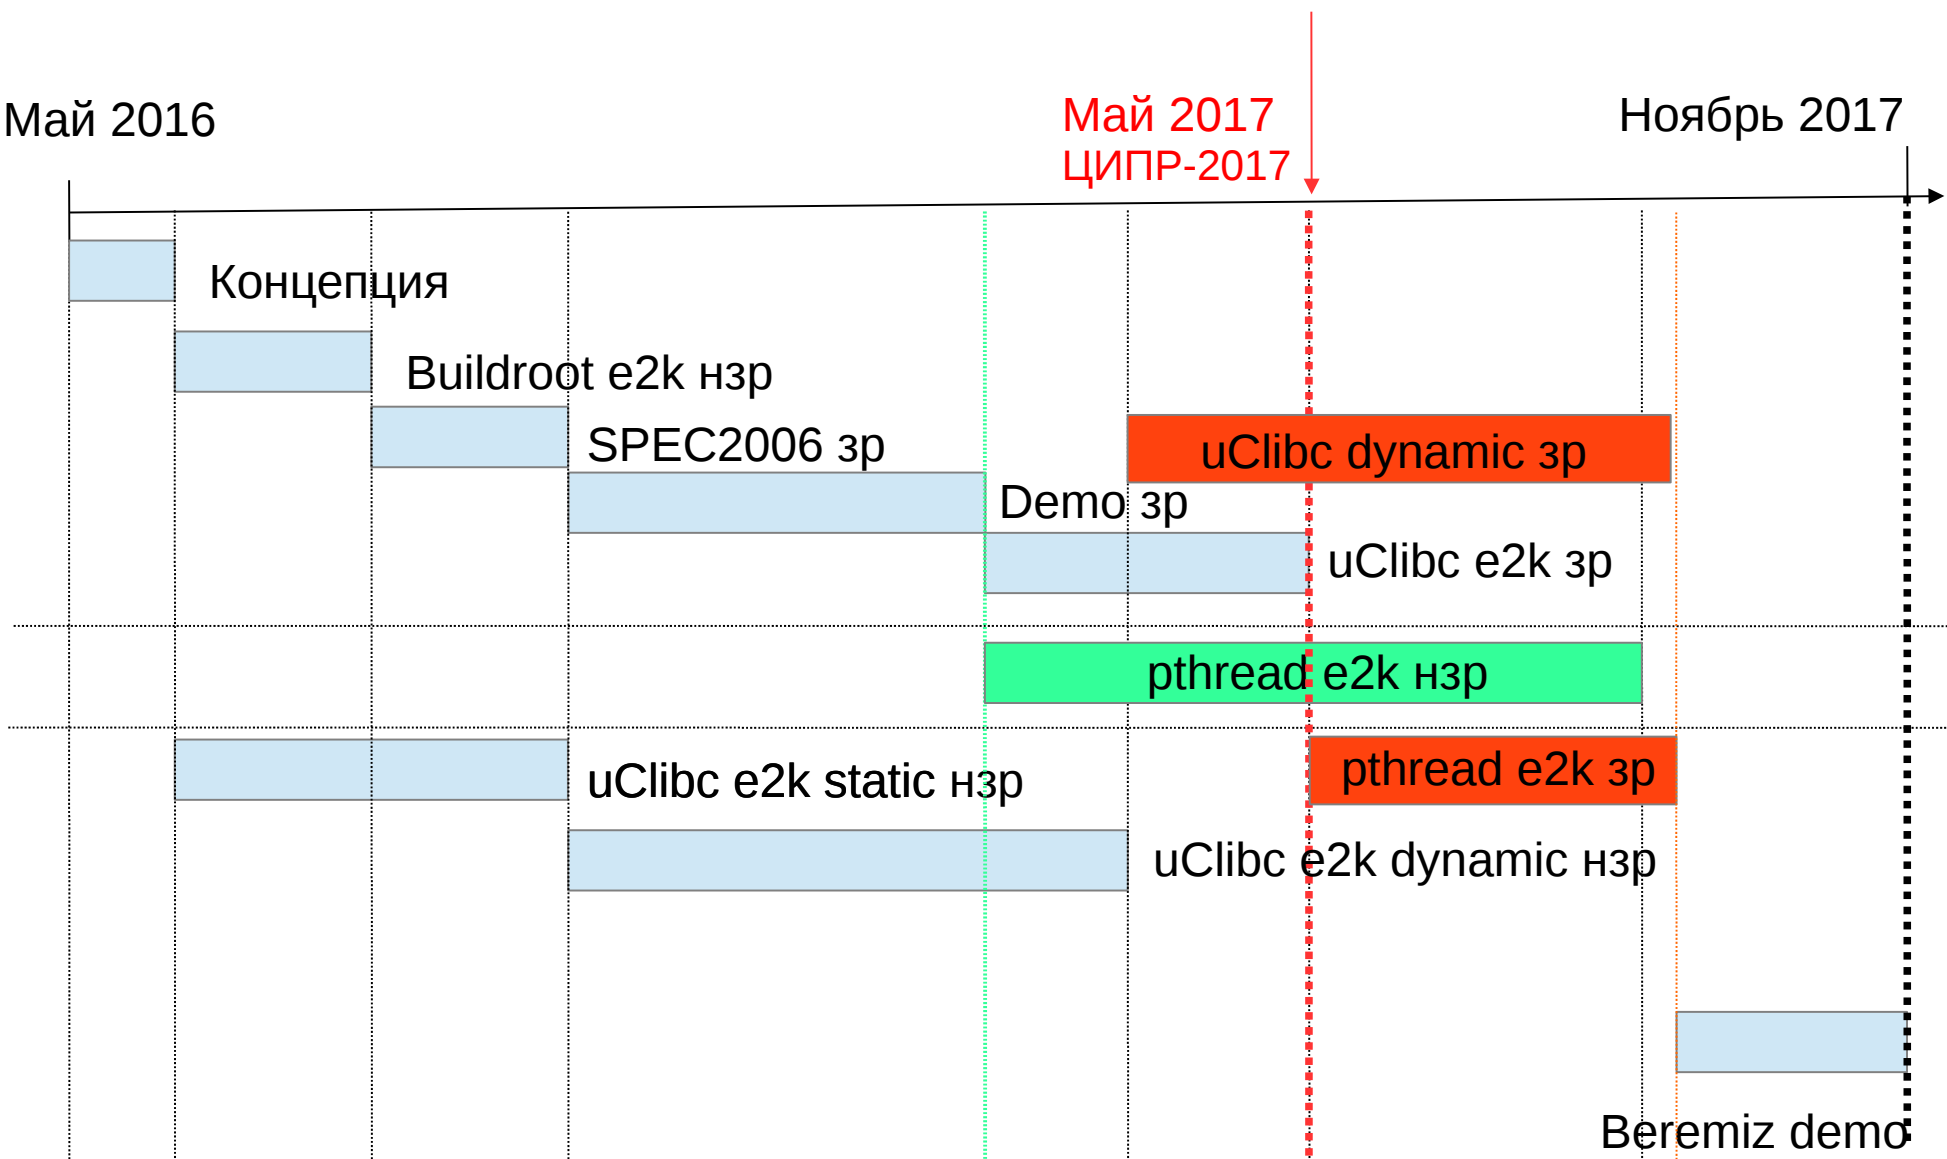 Май 2016
Май 2017
ЦИПР-2017
Ноябрь 2017
Концепция
Buildroot e2k нзр
SPEC2006 зр
uClibc dynamic зр
Demo зр
uClibc e2k зр
pthread e2k нзр
uClibc e2k static нзр
pthread e2k зр
uClibc e2k dynamic нзр
Beremiz demo